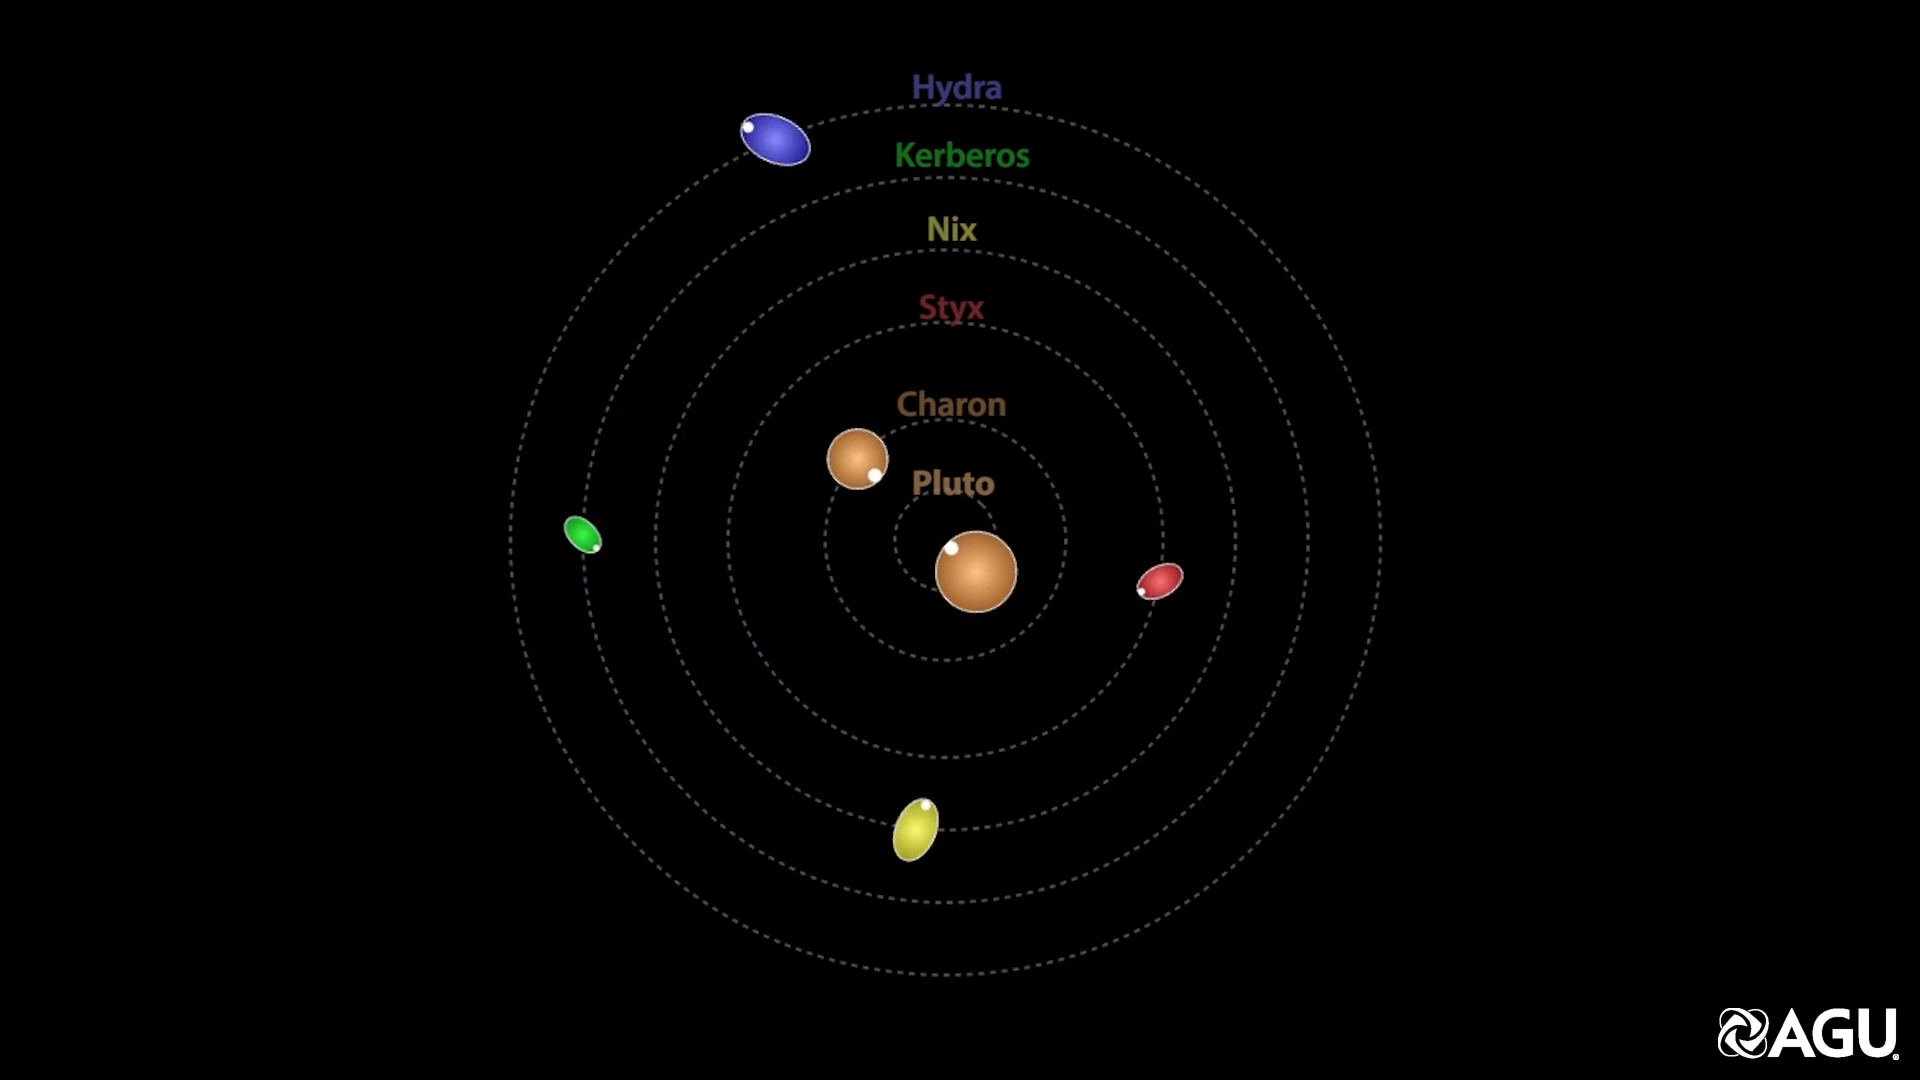 Hydra
Kerberos
Nix
Styx
Charon
Pluto
AGU